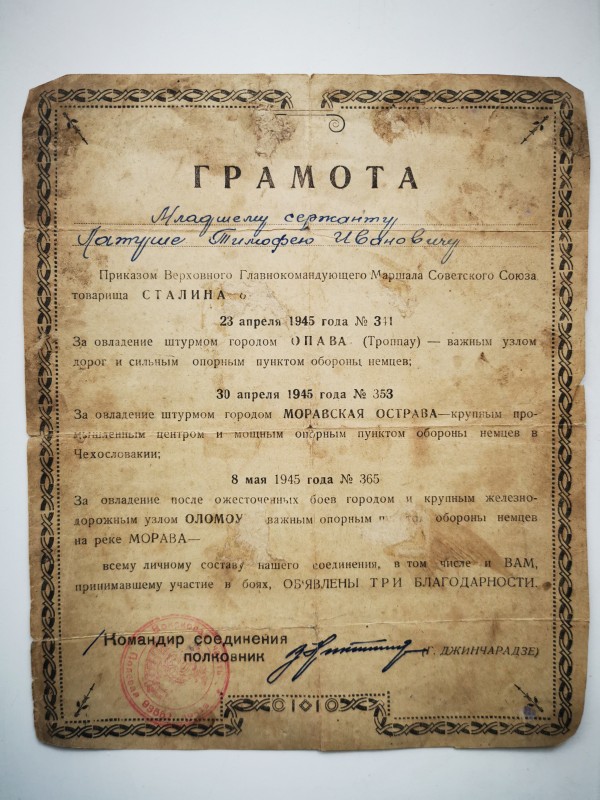 ГРАМОТА
Младшему сержанту
Латуше Тимофею Ивановичу
Приказом Верховного Главнокомандующего Маршала Советского Союза
товарища СТАЛИНА
23 апреля 1945 года №
За овладение штурмом городом ОПАВА (Троппау) — важным узлом
дорог и сильным опорным пунктом обороны немцев;
30 апреля 1945 года № 353
За овладение штурмом городом МОРАВСКАЯ ОСТРАВА—крупным про-
мышленным центром и мощным опорным пунктом обороны немцев в
Чехословакии;
8 мая 1945 года № 365
За овладение после ожесточенных боев городом и крупным железно-
дорожным узлом ОЛОМОУ важным опорным обороны немцев
на реке МОРАВА—
всему личному составу нашего соединения, в том числе и ВАМ,
принимавшему участие в боях, ОБ'ЯВЛЕНЫ ТРИ БЛАГОДАРНОСТИ.
Командир соединения
полковник
(Г. ДЖИНЧАРАДЗЕ)